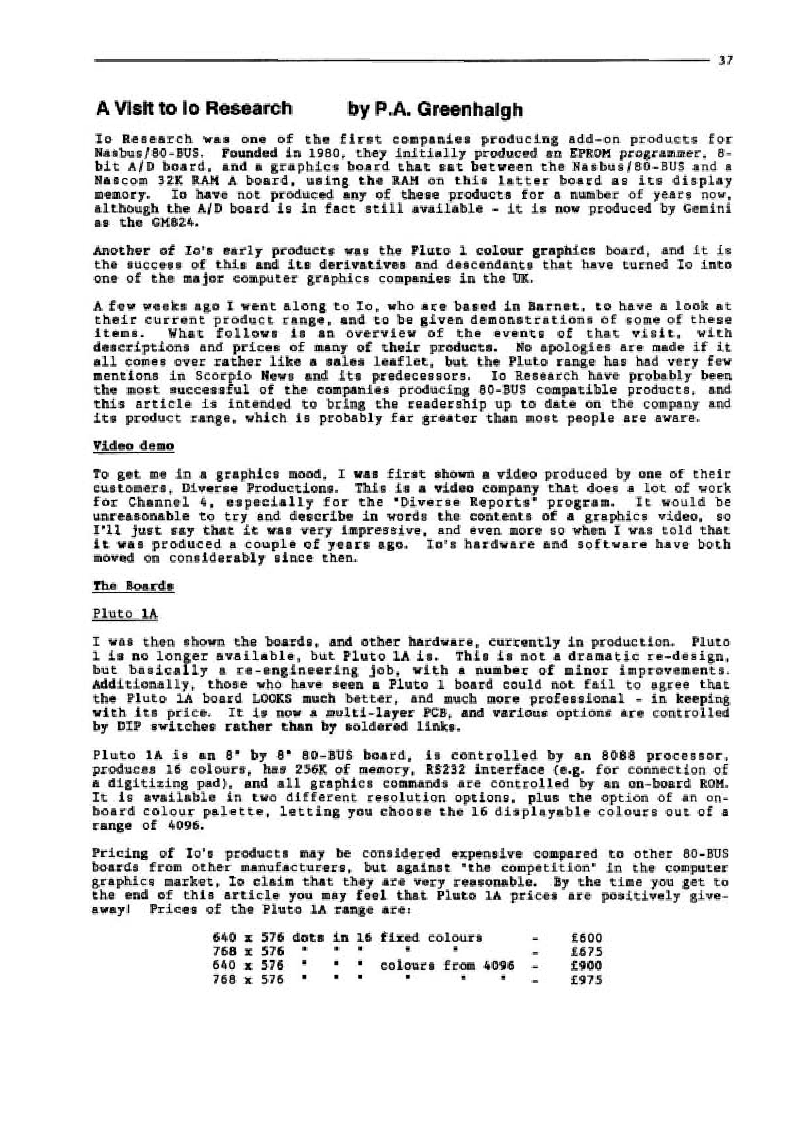 37
A Visit to Io Research by P.A. Greenhalgh
Io Research was one of the first companies producing add-on products for
Nasbus/80-BUS. Founded in 1980, they initially produced an EPROM programmer, 8-
bit A/D board, and a graphics board that sat between the Nasbus/80-BUS and a
Nascom 32K RAM A board, using the RAM on this latter board as its display
memory. Io have not produced any of these products for a number of years now,
although the A/D board is in fact still available - it is now produced by Gemini
as the GM824.
Another of Io's early products was the Pluto 1 colour graphics board, and it is
the success of this and its derivatives and descendants that have turned Io into
one of the major computer graphics companies in the UK.
A few weeks ago I went along to Io, who are based in Barnet, to have a look at
their current product range, and to be given demonstrations of some of these
items. What follows is an overview of the events of that visit, with
descriptions and prices of many of their products. No apologies are made if it
all comes over rather like a sales leaflet, but the Pluto range has had very few
mentions in Scorpio News and its predecessors. Io Research have probably been
the most successful of the companies producing 80-BUS compatible products, and
this article is intended to bring the readership up to date on the company and
its product range, which is probably far greater than most people are aware.
Video demo
To get me in a graphics mood, I was first shown a video produced by one of their
customers, Diverse Productions. This is a video company that does a lot of work
for Channel 4, especially for the "Diverse Reports" program. It would be
unreasonable to try and describe in words the contents of a graphics video, so
I'll just say that it was very impressive, and even more so when I was told that
it was produced a couple of years ago. Io's hardware and software have both
moved on considerably since then.
The Boards
Pluto 1A
I was then shown the boards, and other hardware, currently in production. Pluto
1 is no longer available, but Pluto 1A is. This is not a dramatic re-design,
but basically a re-engineering job, with a number of minor improvements.
Additionally, those who have seen a Pluto 1 board could not fail to agree that
the Pluto 1A board LOOKS much better, and much more professional - in keeping
with its price. It is now a multi-layer PCB, and various options are controlled
by DIP switches rather than by soldered links.
Pluto 1A is an 8" by 8" 80-BUS board, is controlled by an 8088 processor,
produces 16 colours, has 256K of memory, RS232 interface (e.g. for connection of
a digitizing pad), and all graphics commands are controlled by an on-board ROM.
It is available in two different resolution options, plus the option of an on-
board colour palette, letting you choose the 16 displayable colours out of a
range of 4096.
Pricing of Io's products may be considered expensive compared to other 80-BUS
boards from other manufacturers, but against "the competition" in the computer
graphics market, Io claim that they are very reasonable. By the time you get to
the end of this article you may feel that Pluto 1A prices are positively give-
away! Prices of the Pluto 1A range are:
640 x 576 dots in 16 fixed colours - £600
768 x 576 " " " " " - £675
640 x 576 " " " colours from 4096 - £900
768 x 576 " " " " " " - £975